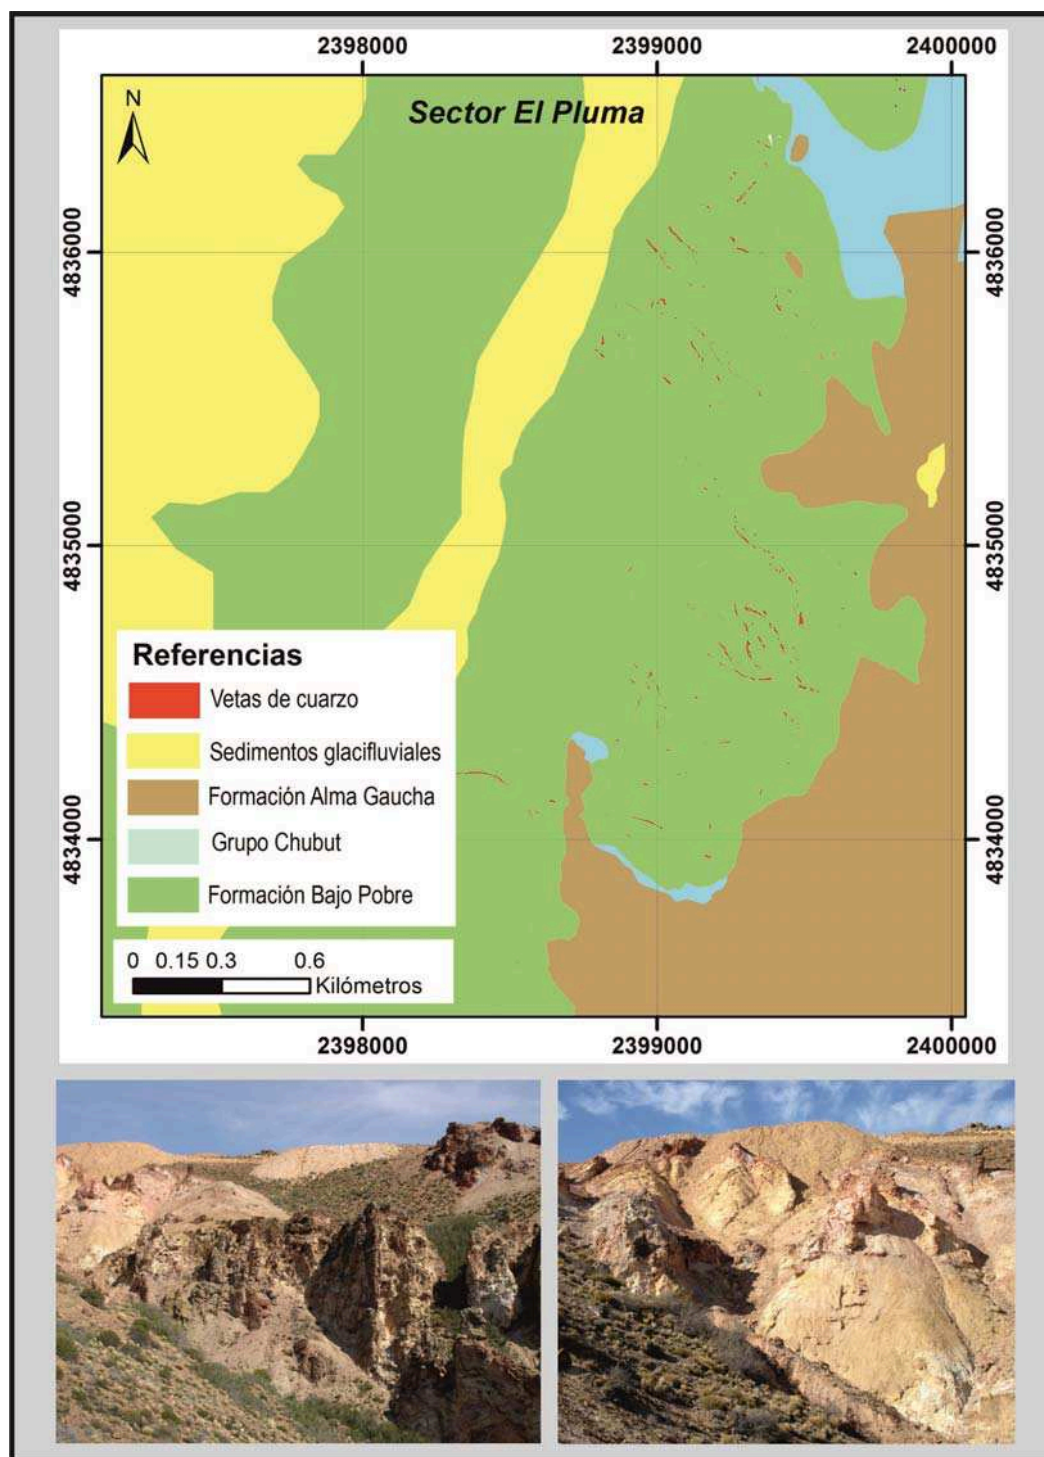 2398000 2399000 2400000
Sector El Pluma
N
4836000 4836000
4835000 4835000
Referencias
Vetas de cuarzo
Sedimentos glacifluviales
Formación Alma Gaucha
Grupo Chubut
Formación Bajo Pobre
4834000 4834000
0 0.15 0.3 0.6
Kilómetros
2398000 2399000 2400000